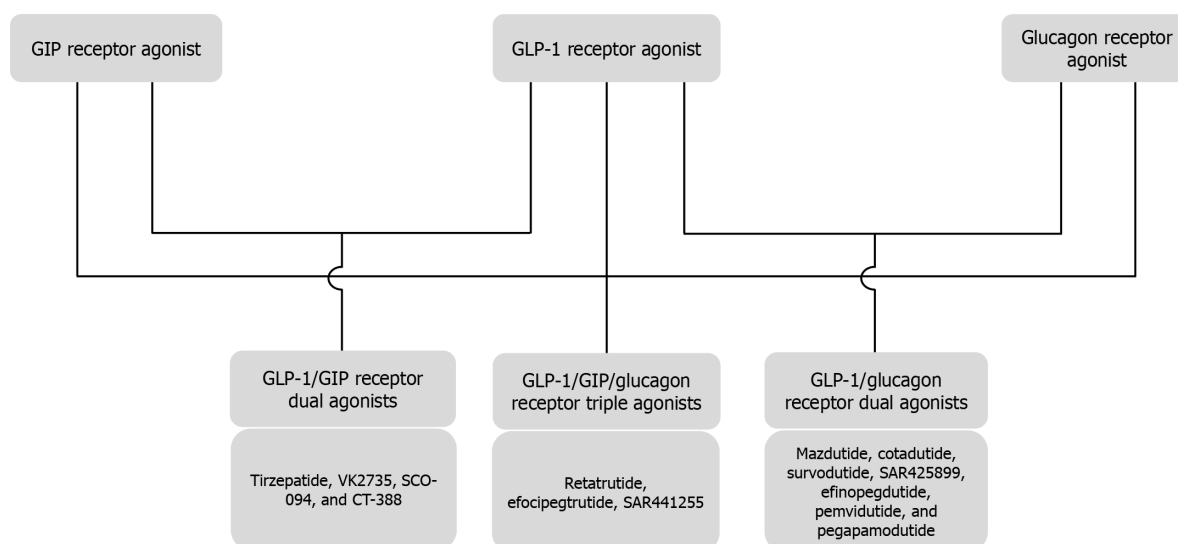 GIP receptor agonist
GLP-1 receptor agonist
Glucagon receptor
agonist
GLP-1/GIP receptor
dual agonists
GLP-1/GIP/glucagon
receptor triple agonists
GLP-1/glucagon
receptor dual agonists
Tirzepatide, VK2735, SCO-
094, and CT-388
Retatrutide,
efocipegtrutide, SAR441255
Mazdutide, cotadutide,
survodutide, SAR425899,
efinopegdutide,
pemvidutide, and
pegapamodutide